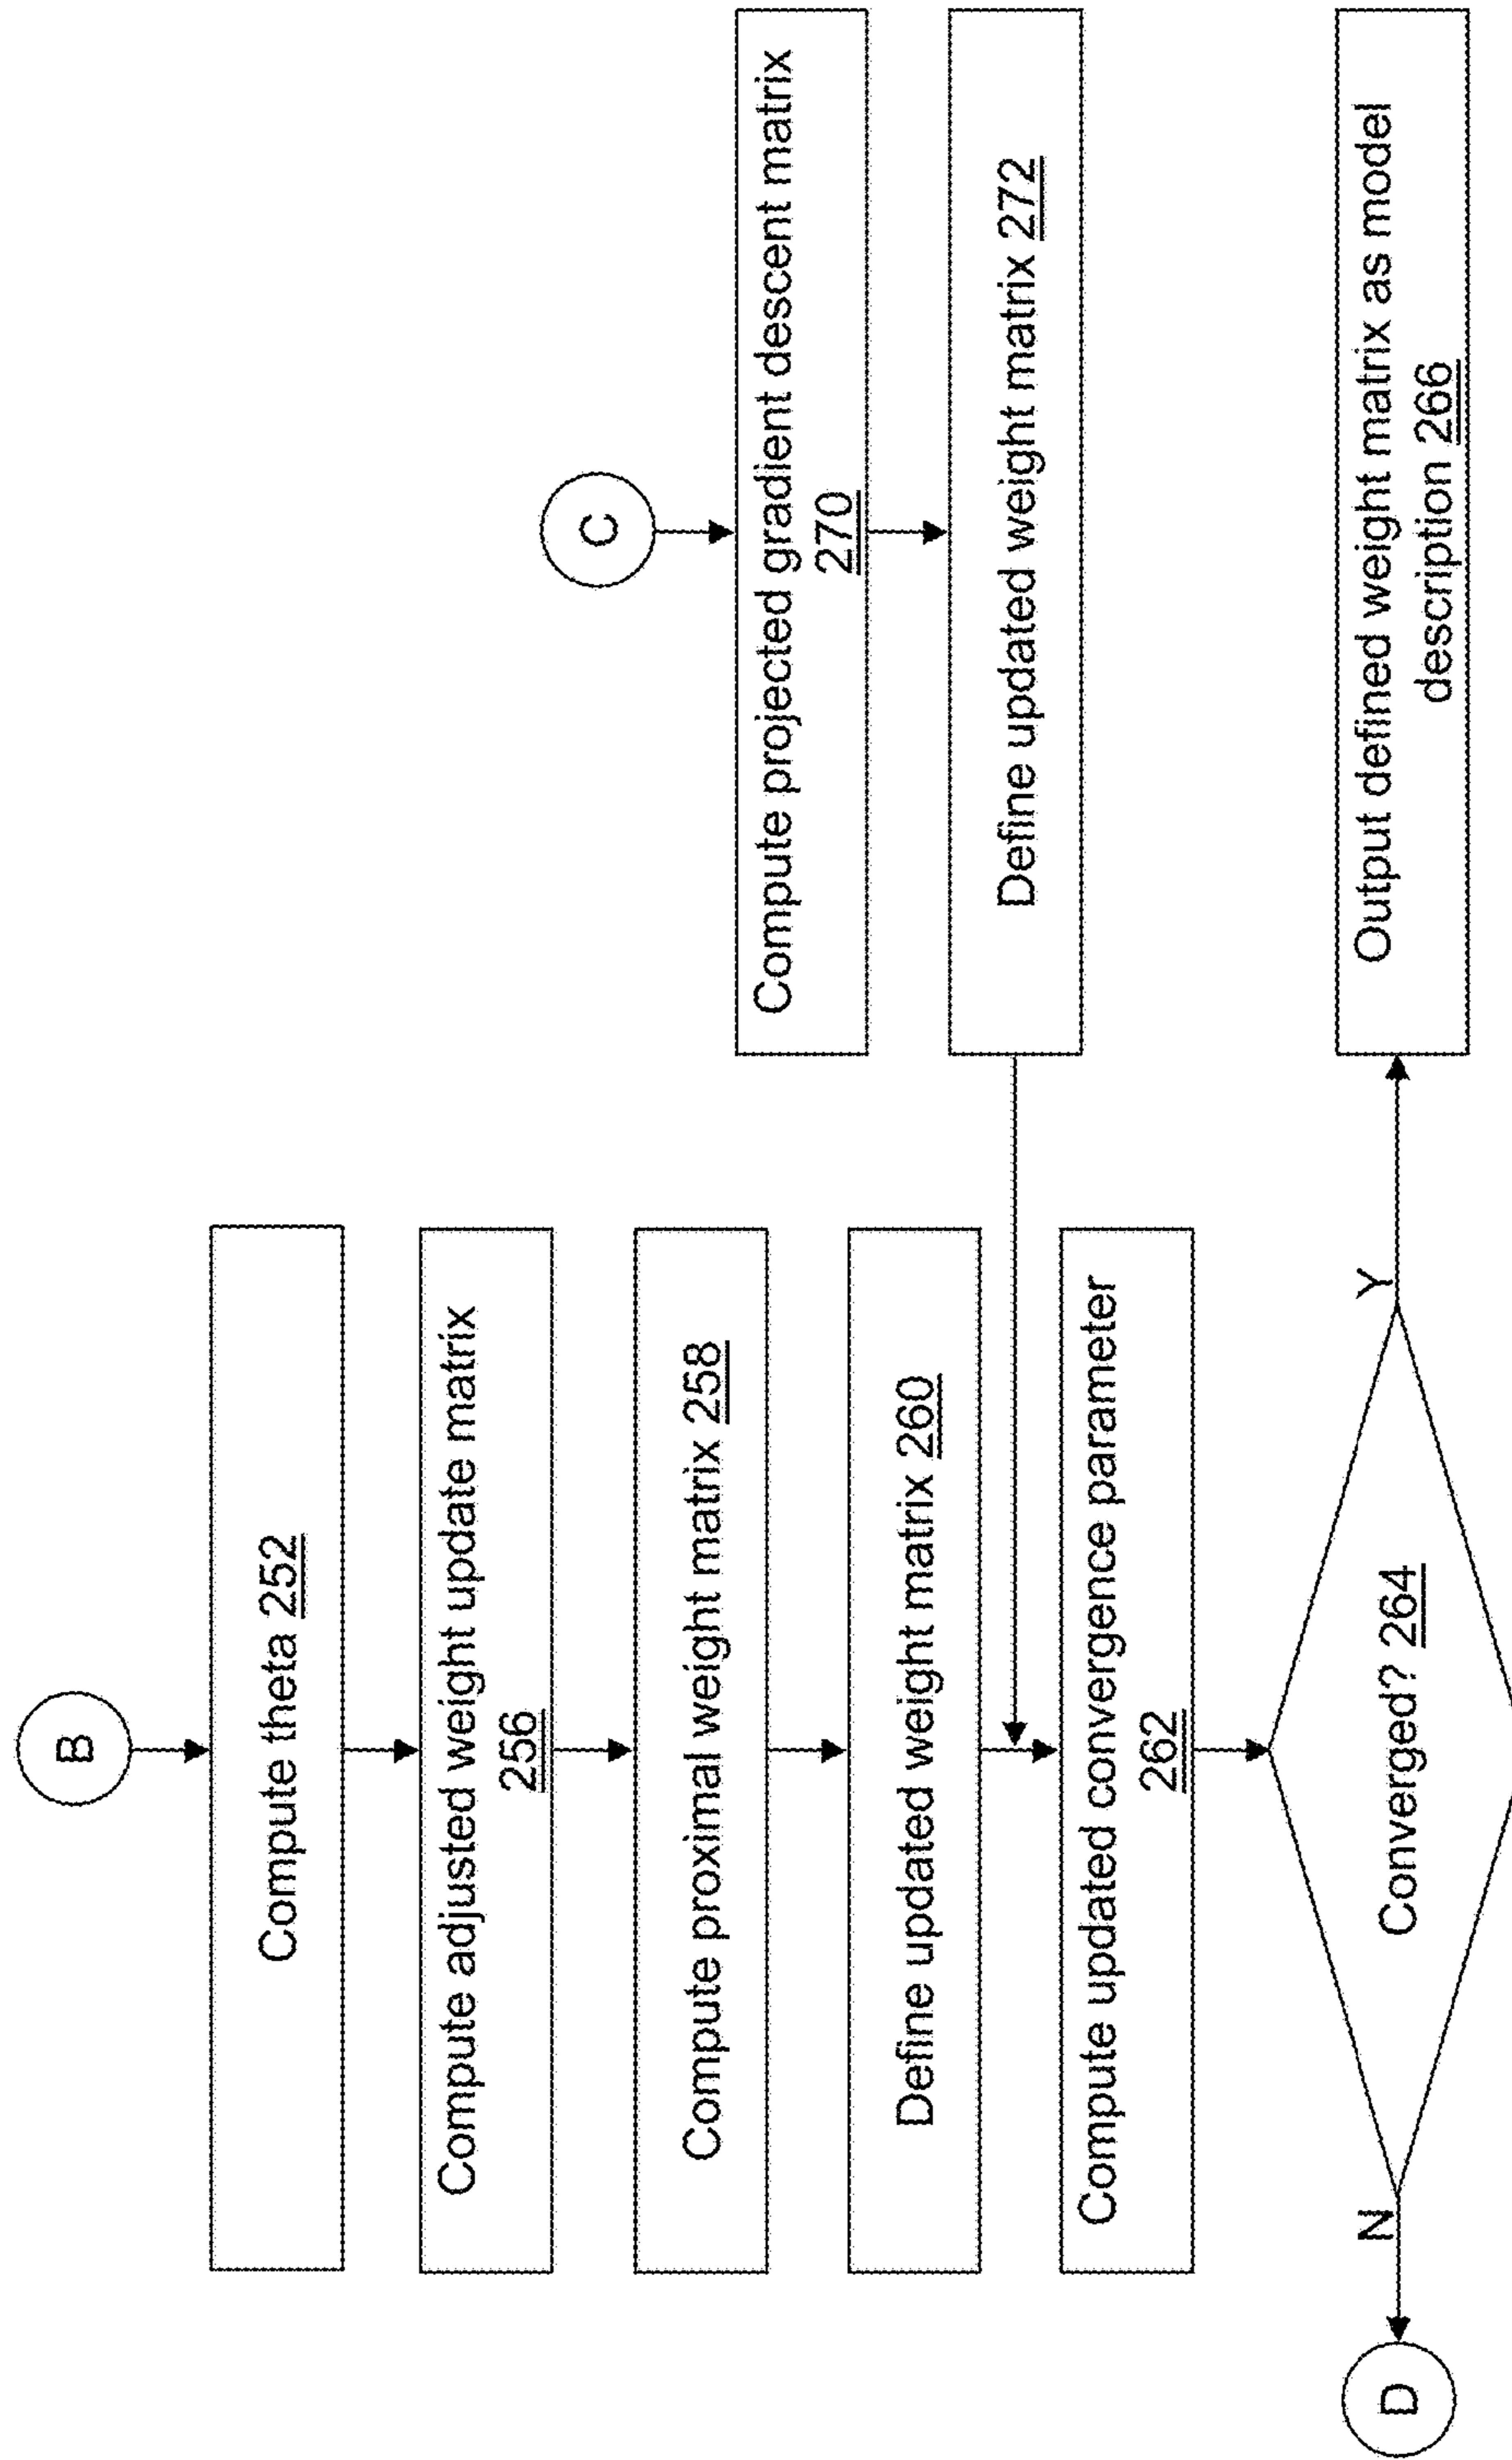 B
Compute theta 252
Compute adjusted weight update matrix
256
Compute proximal weight matrix 258
Define updated weight matrix 260
Compute updated convergence parameter
262
Converged? 264
N
Y
D
C
Compute projected gradient descent matrix
270
Define updated weight matrix 272
Output defined weight matrix as model
description 266